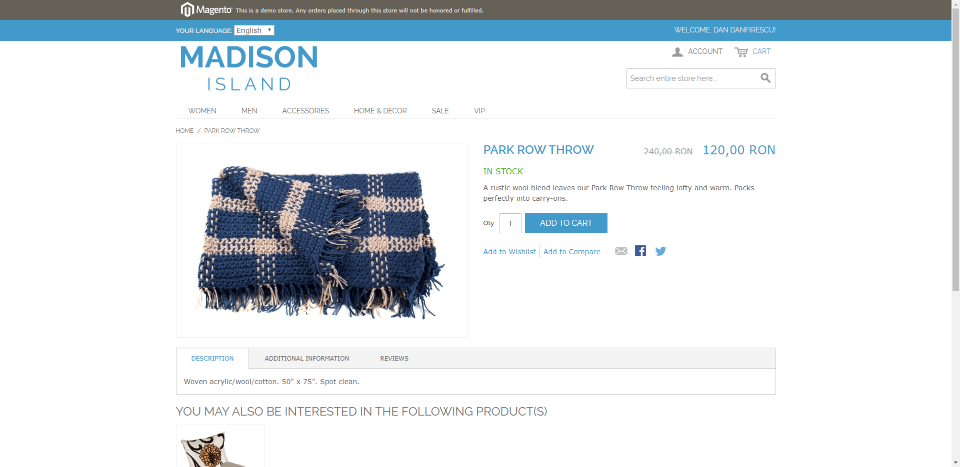 Magento This is a demo store. Any orders placed through this store will not be honored or fulfilled.
YOUR LANGUAGE: English
WELCOME, DAN DANFIRESCU!
MADISON
ISLAND
ACCOUNT CART
Search entire store here...
WOMEN MEN ACCESSORIES HOME & DECOR SALE VIP
HOME / PARK ROW THROW
PARK ROW THROW 240,00 RON 120,00 RON
IN STOCK
A rustic wool blend leaves our Park Row Throw feeling lofty and warm. Packs
perfectly into carry-ons.
Qty 1 ADD TO CART
Add to Wishlist Add to Compare
DESCRIPTION ADDITIONAL INFORMATION REVIEWS
Woven acrylic/wool/cotton. 50" x 75". Spot clean.
YOU MAY ALSO BE INTERESTED IN THE FOLLOWING PRODUCT(S)